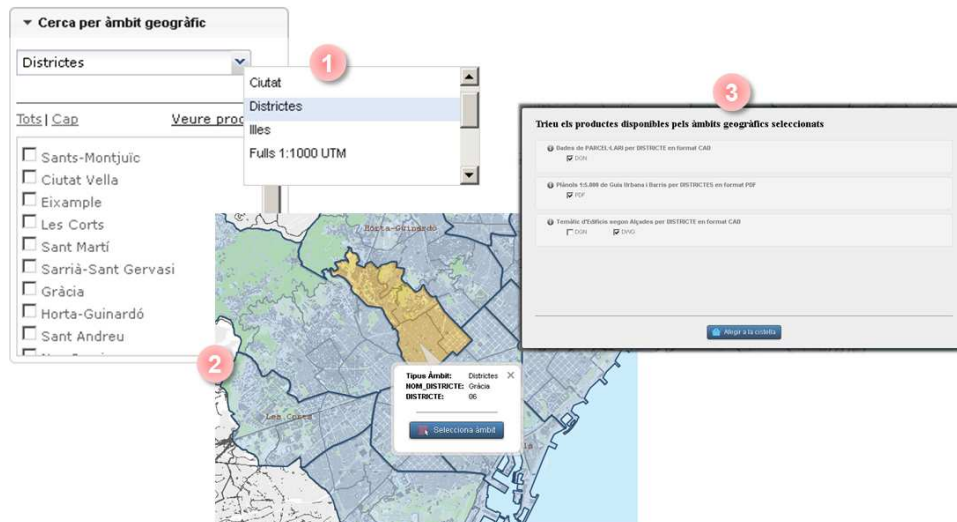 Cerca per àmbit geogràfic
Districtes
1
Ciutat
Districtes
Illes
Fulls 1:1000 UTM
Tots | Cap
Veure prod
Sants-Montjuïc
Ciutat Vella
Eixample
Les Corts
Sant Martí
Sarrià-Sant Gervasi
Gràcia
Horta-Guinardó
Sant Andreu
2
Horta-Guinardó
Les Corts
Tipus Àmbit: Districtes
NOM_DISTRICTE: Gràcia
DISTRICTE: 06
Selecciona àmbit
3
Trieu els productes disponibles pels àmbits geogràfics seleccionats
Dades de PARCEL·LARI per DISTRICTE en format CAD
DGN
Plànols 1:5.000 de Guia Urbana i Barris per DISTRICTES en format PDF
PDF
Temàtic d'Edificis segon Alçades per DISTRICTE en format CAD
DGN DWG
Afegir a la cistella